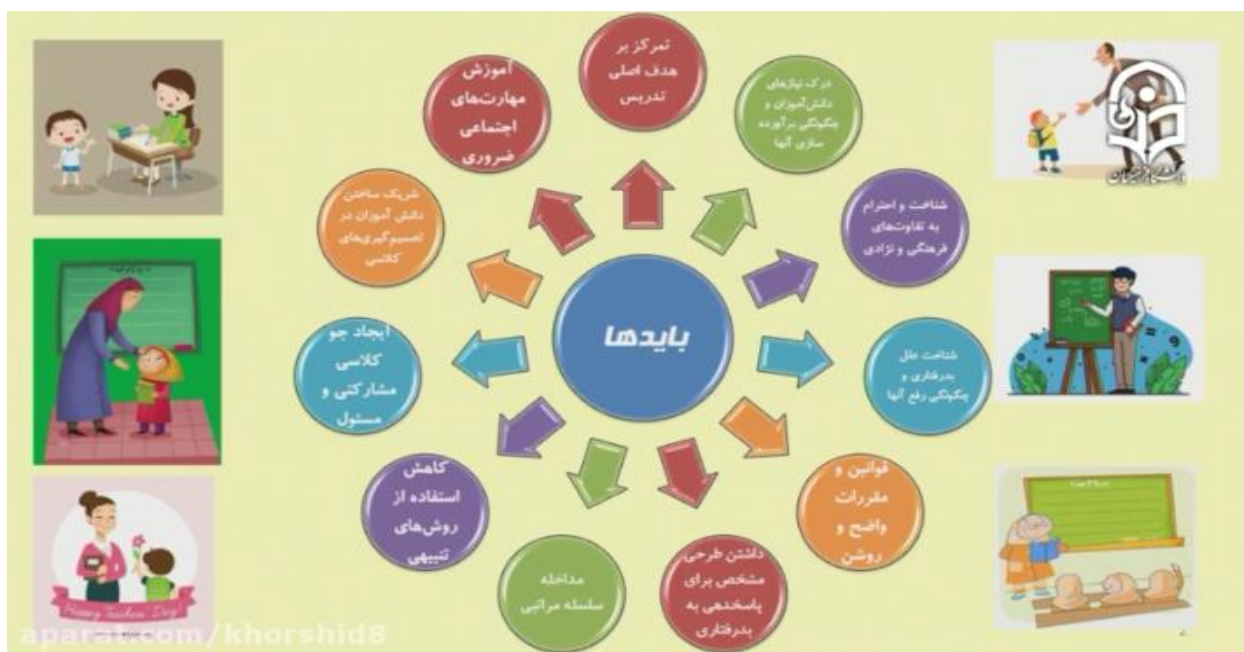 بایدها
تمرکز بر
هدف اصلی
تدریس
درک نیازهای
دانش‌آموزان و
چگونگی برآورده
سازی آنها
شناخت و احترام
به تفاوت‌های
فرهنگی و نژادی
شناخت علل
بدرفتاری و
چگونگی رفع آنها
قوانین و
مقررات
واضح و
روشن
داشتن طرحی
مشخص برای
پاسخدهی به
بدرفتاری
مداخله
سلسله مراتبی
کاهش
استفاده از
روش‌های
تنبیهی
ایجاد جو
کلاسی
مشارکتی و
مسئول
شریک ساختن
دانش آموزان در
تصمیم‌گیری‌های
کلاسی
آموزش
مهارت‌های
اجتماعی
ضروری
دانشگاه فرهنگیان
Happy Teachers' Day!
aparat.com/khorshid8